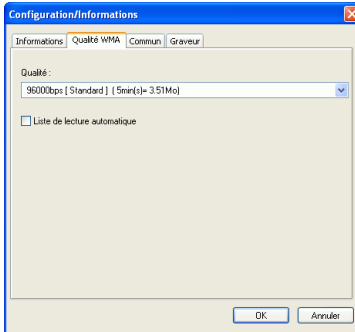 Configuration/Informations
Informations Qualité WMA Commun Graveur
Qualité :
96000bps [ Standard ] ( 5min(s)= 3.51Mo)
Liste de lecture automatique
OK Annuler